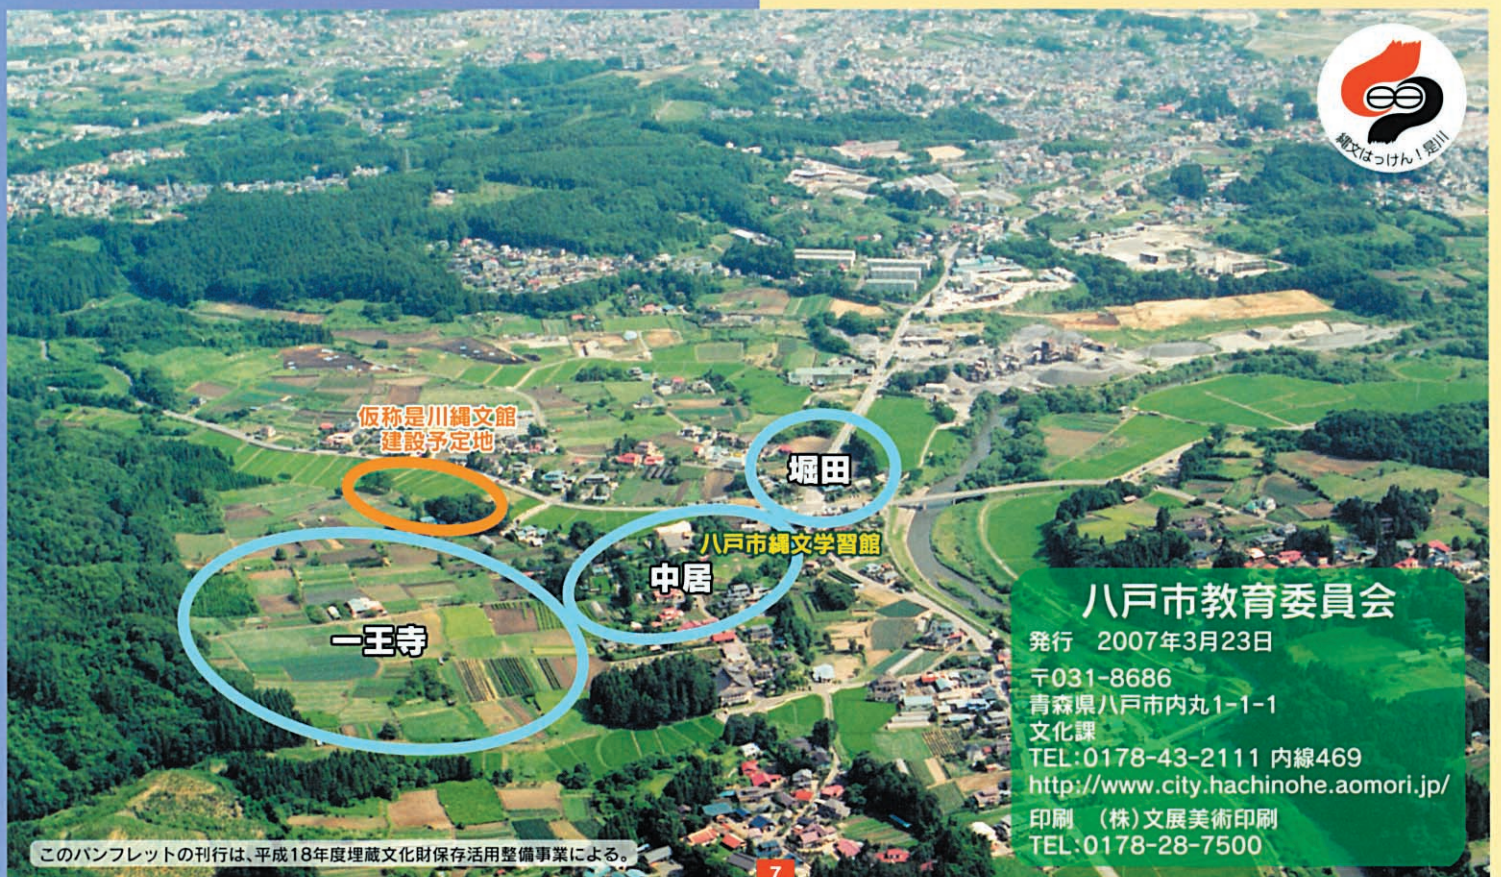 縄文はっけん！是川
仮称是川縄文館
建設予定地
堀田
八戸市縄文学習館
中居
一王寺
八戸市教育委員会
発行　2007年3月23日
〒031-8686
青森県八戸市内丸1-1-1
文化課
TEL:0178-43-2111 内線469
http://www.city.hachinohe.aomori.jp/
印刷　(株)文展美術印刷
TEL:0178-28-7500
このパンフレットの刊行は、平成18年度埋蔵文化財保存活用整備事業による。
7